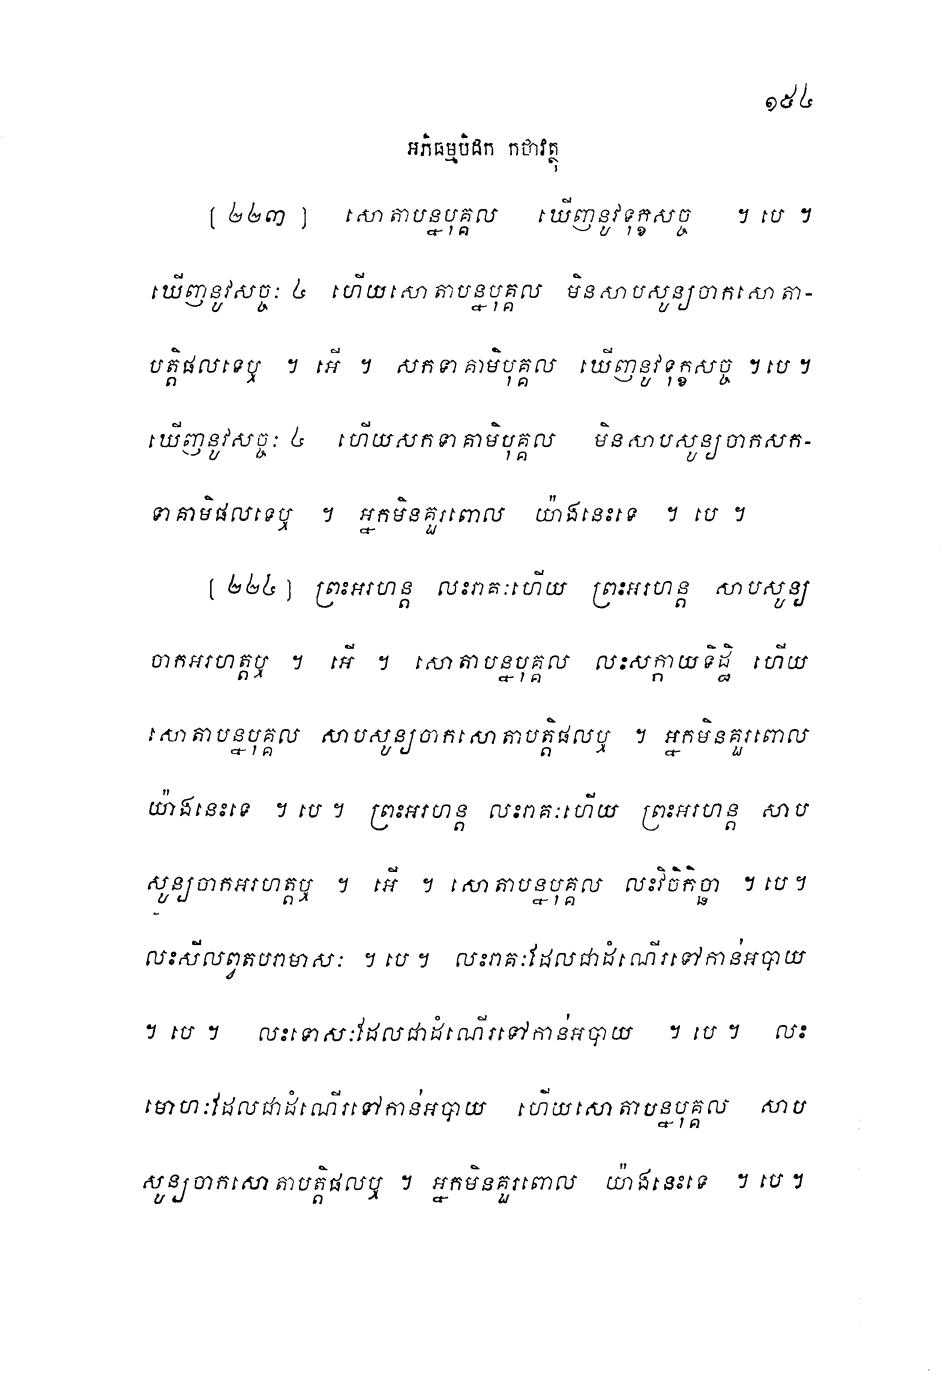 ១៥៤
អភិធម្មបិដក កថាវត្ថុ
[ ២២៣ ] សោតាបន្នបុគ្គល ឃើញនូវទុក្ខសច្ច ។ បេ ។
ឃើញនូវសច្ចៈ ៤ ហើយសោតាបន្នបុគ្គល មិនសាបសូន្យចាកសោតា-
បត្តិផលទេឬ ។ អើ ។ សកទាគាមិបុគ្គល ឃើញនូវទុក្ខសច្ច ។ បេ ។
ឃើញនូវសច្ចៈ ៤ ហើយសកទាគាមិបុគ្គល មិនសាបសូន្យចាកសក-
ទាគាមិផលទេឬ ។ អ្នកមិនគួរពោល យ៉ាងនេះទេ ។ បេ ។
[ ២២៤ ] ព្រះអរហន្ត លះរាគៈហើយ ព្រះអរហន្ត សាបសូន្យ
ចាកអរហត្តឬ ។ អើ ។ សោតាបន្នបុគ្គល លះសក្កាយទិដ្ឋិ ហើយ
សោតាបន្នបុគ្គល សាបសូន្យចាកសោតាបត្តិផលឬ ។ អ្នកមិនគួរពោល
យ៉ាងនេះទេ ។ បេ ។ ព្រះអរហន្ត លះរាគៈហើយ ព្រះអរហន្ត សាប
សូន្យចាកអរហត្តឬ ។ អើ ។ សោតាបន្នបុគ្គល លះវិចិកិច្ឆា ។ បេ ។
លះសីលព្វតបរាមាសៈ ។ បេ ។ លះរាគៈដែលជាដំណើរទៅកាន់អបាយ
។ បេ ។ លះទោសៈដែលជាដំណើរទៅកាន់អបាយ ។ បេ ។ លះ
មោហៈដែលជាដំណើរទៅកាន់អបាយ ហើយសោតាបន្នបុគ្គល សាប
សូន្យចាកសោតាបត្តិផលឬ ។ អ្នកមិនគួរពោល យ៉ាងនេះទេ ។ បេ ។